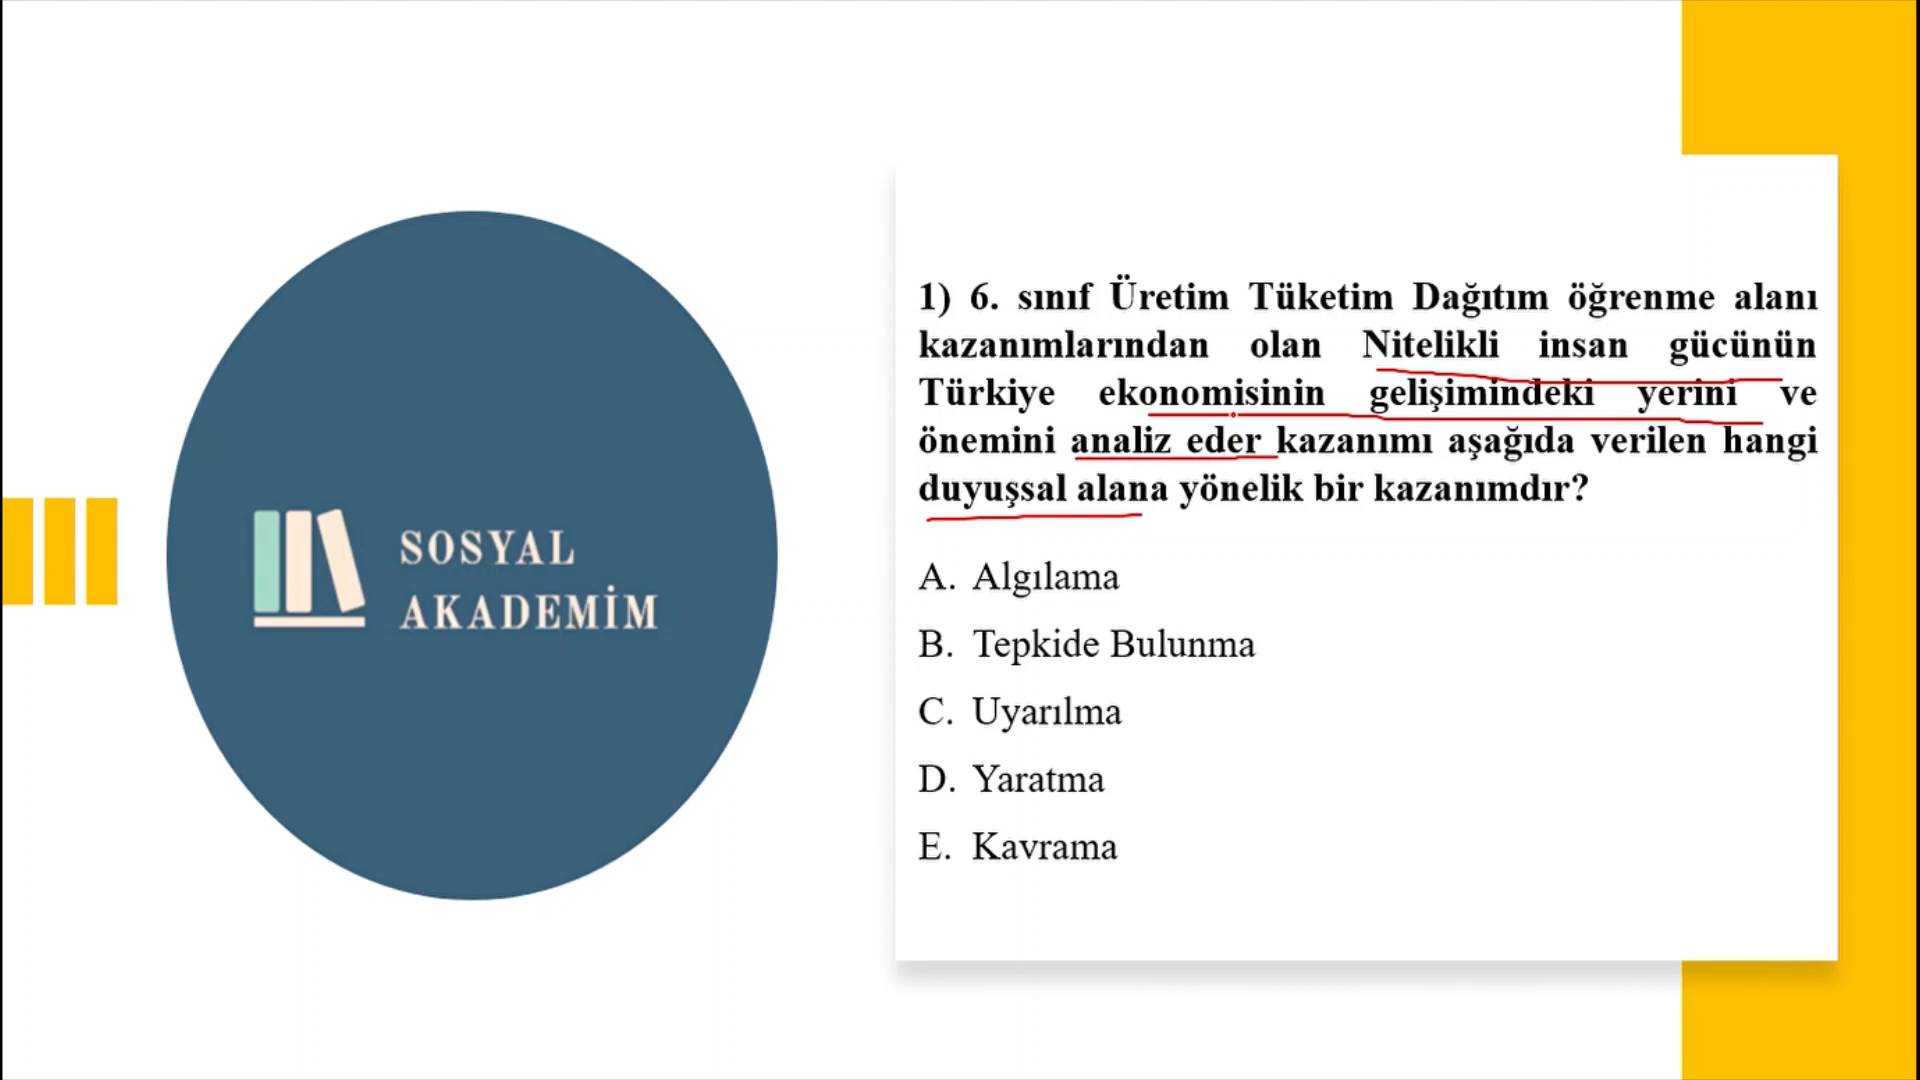 SOSYAL
AKADEMİM
1) 6. sınıf Üretim Tüketim Dağıtım öğrenme alanı
kazanımlarından olan Nitelikli insan gücünün
Türkiye ekonomisinin gelişimindeki yerini ve
önemini analiz eder kazanımı aşağıda verilen hangi
duyuşsal alana yönelik bir kazanımdır?
A. Algılama
B. Tepkide Bulunma
C. Uyarılma
D. Yaratma
E. Kavrama